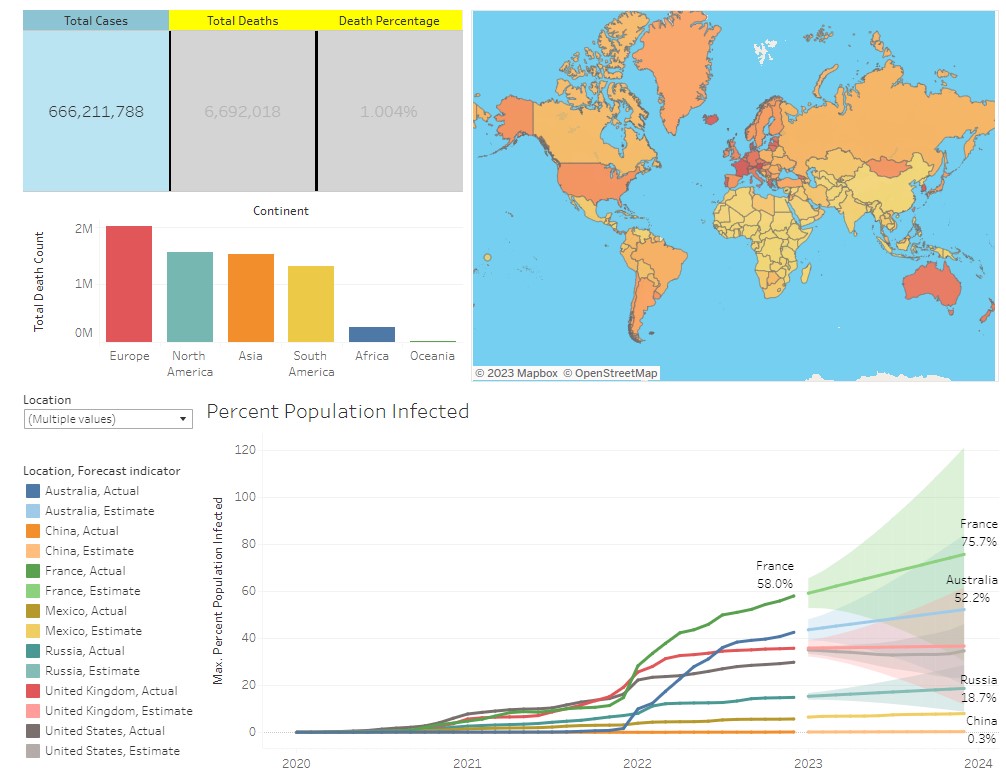 Total Cases
Total Deaths
Death Percentage
666,211,788
6,692,018
1.004%
Continent
Total Death Count
2M
1M
0M
Europe
North
America
Asia
South
America
Africa
Oceania
© 2023 Mapbox © OpenStreetMap
Location
(Multiple values)
Percent Population Infected
Location, Forecast indicator
Australia, Actual
Australia, Estimate
China, Actual
China, Estimate
France, Actual
France, Estimate
Mexico, Actual
Mexico, Estimate
Russia, Actual
Russia, Estimate
United Kingdom, Actual
United Kingdom, Estimate
United States, Actual
United States, Estimate
Max. Percent Population Infected
120
100
80
60
40
20
0
France
58.0%
France
75.7%
Australia
52.2%
Russia
18.7%
China
0.3%
2020
2021
2022
2023
2024